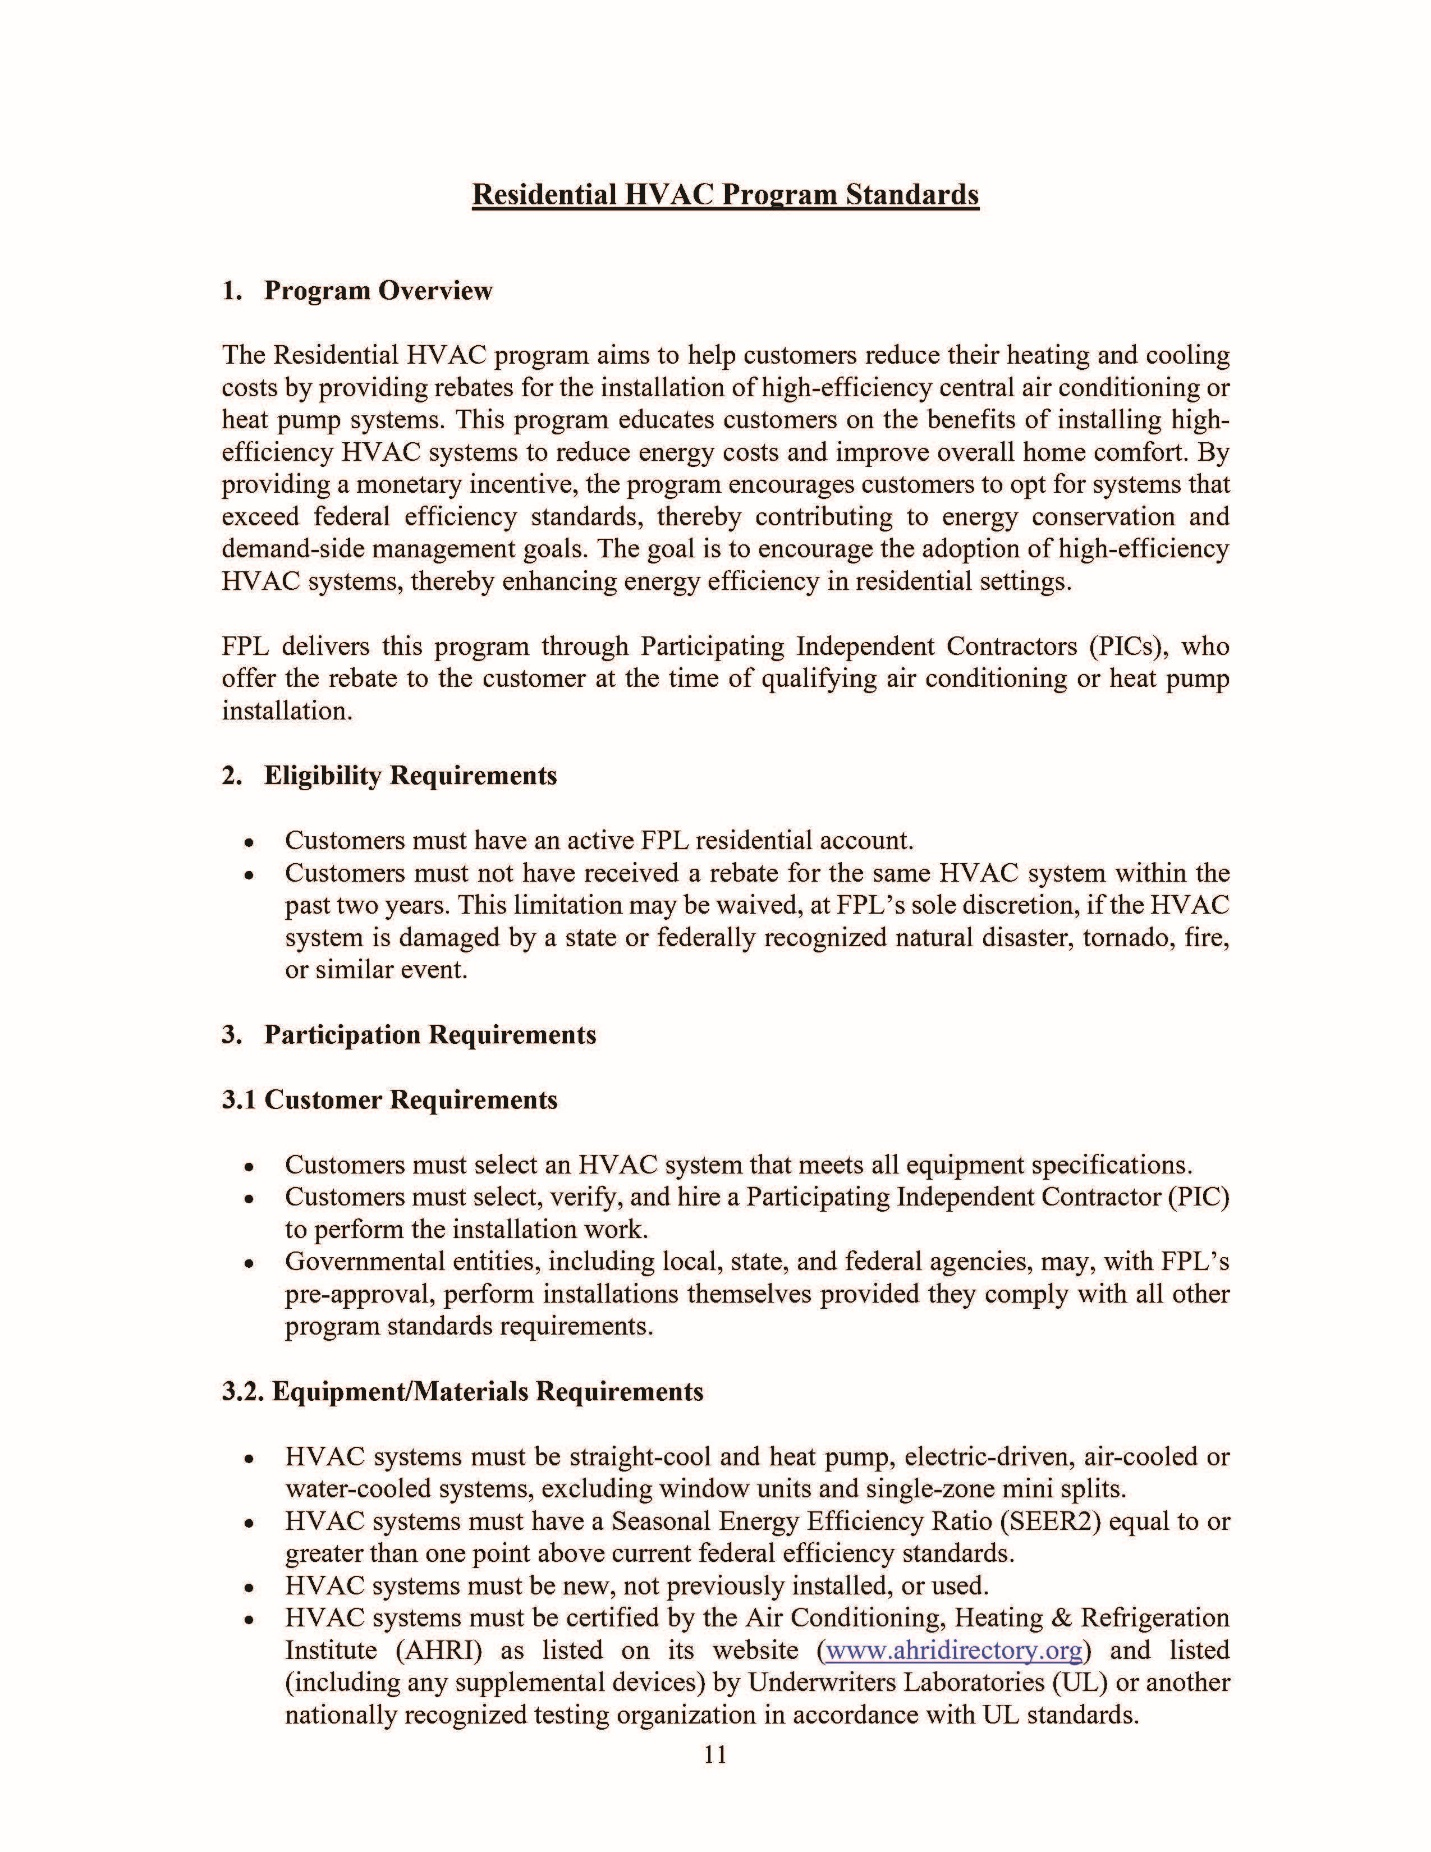 Residential HVAC Program Standards
1. Program Overview
The Residential HVAC program aims to help customers reduce their heating and cooling
costs by providing rebates for the installation of high-efficiency central air conditioning or
heat pump systems. This program educates customers on the benefits of installing high-
efficiency HVAC systems to reduce energy costs and improve overall home comfort. By
providing a monetary incentive, the program encourages customers to opt for systems that
exceed federal efficiency standards, thereby contributing to energy conservation and
demand-side management goals. The goal is to encourage the adoption of high-efficiency
HVAC systems, thereby enhancing energy efficiency in residential settings.
FPL delivers this program through Participating Independent Contractors (PICs), who
offer the rebate to the customer at the time of qualifying air conditioning or heat pump
installation.
2. Eligibility Requirements
• Customers must have an active FPL residential account.
• Customers must not have received a rebate for the same HVAC system within the
past two years. This limitation may be waived, at FPL’s sole discretion, if the HVAC
system is damaged by a state or federally recognized natural disaster, tornado, fire,
or similar event.
3. Participation Requirements
3.1 Customer Requirements
• Customers must select an HVAC system that meets all equipment specifications.
• Customers must select, verify, and hire a Participating Independent Contractor (PIC)
to perform the installation work.
• Governmental entities, including local, state, and federal agencies, may, with FPL’s
pre-approval, perform installations themselves provided they comply with all other
program standards requirements.
3.2. Equipment/Materials Requirements
• HVAC systems must be straight-cool and heat pump, electric-driven, air-cooled or
water-cooled systems, excluding window units and single-zone mini splits.
• HVAC systems must have a Seasonal Energy Efficiency Ratio (SEER2) equal to or
greater than one point above current federal efficiency standards.
• HVAC systems must be new, not previously installed, or used.
• HVAC systems must be certified by the Air Conditioning, Heating & Refrigeration
Institute (AHRI) as listed on its website (www.ahridirectory.org) and listed
(including any supplemental devices) by Underwriters Laboratories (UL) or another
nationally recognized testing organization in accordance with UL standards.
11